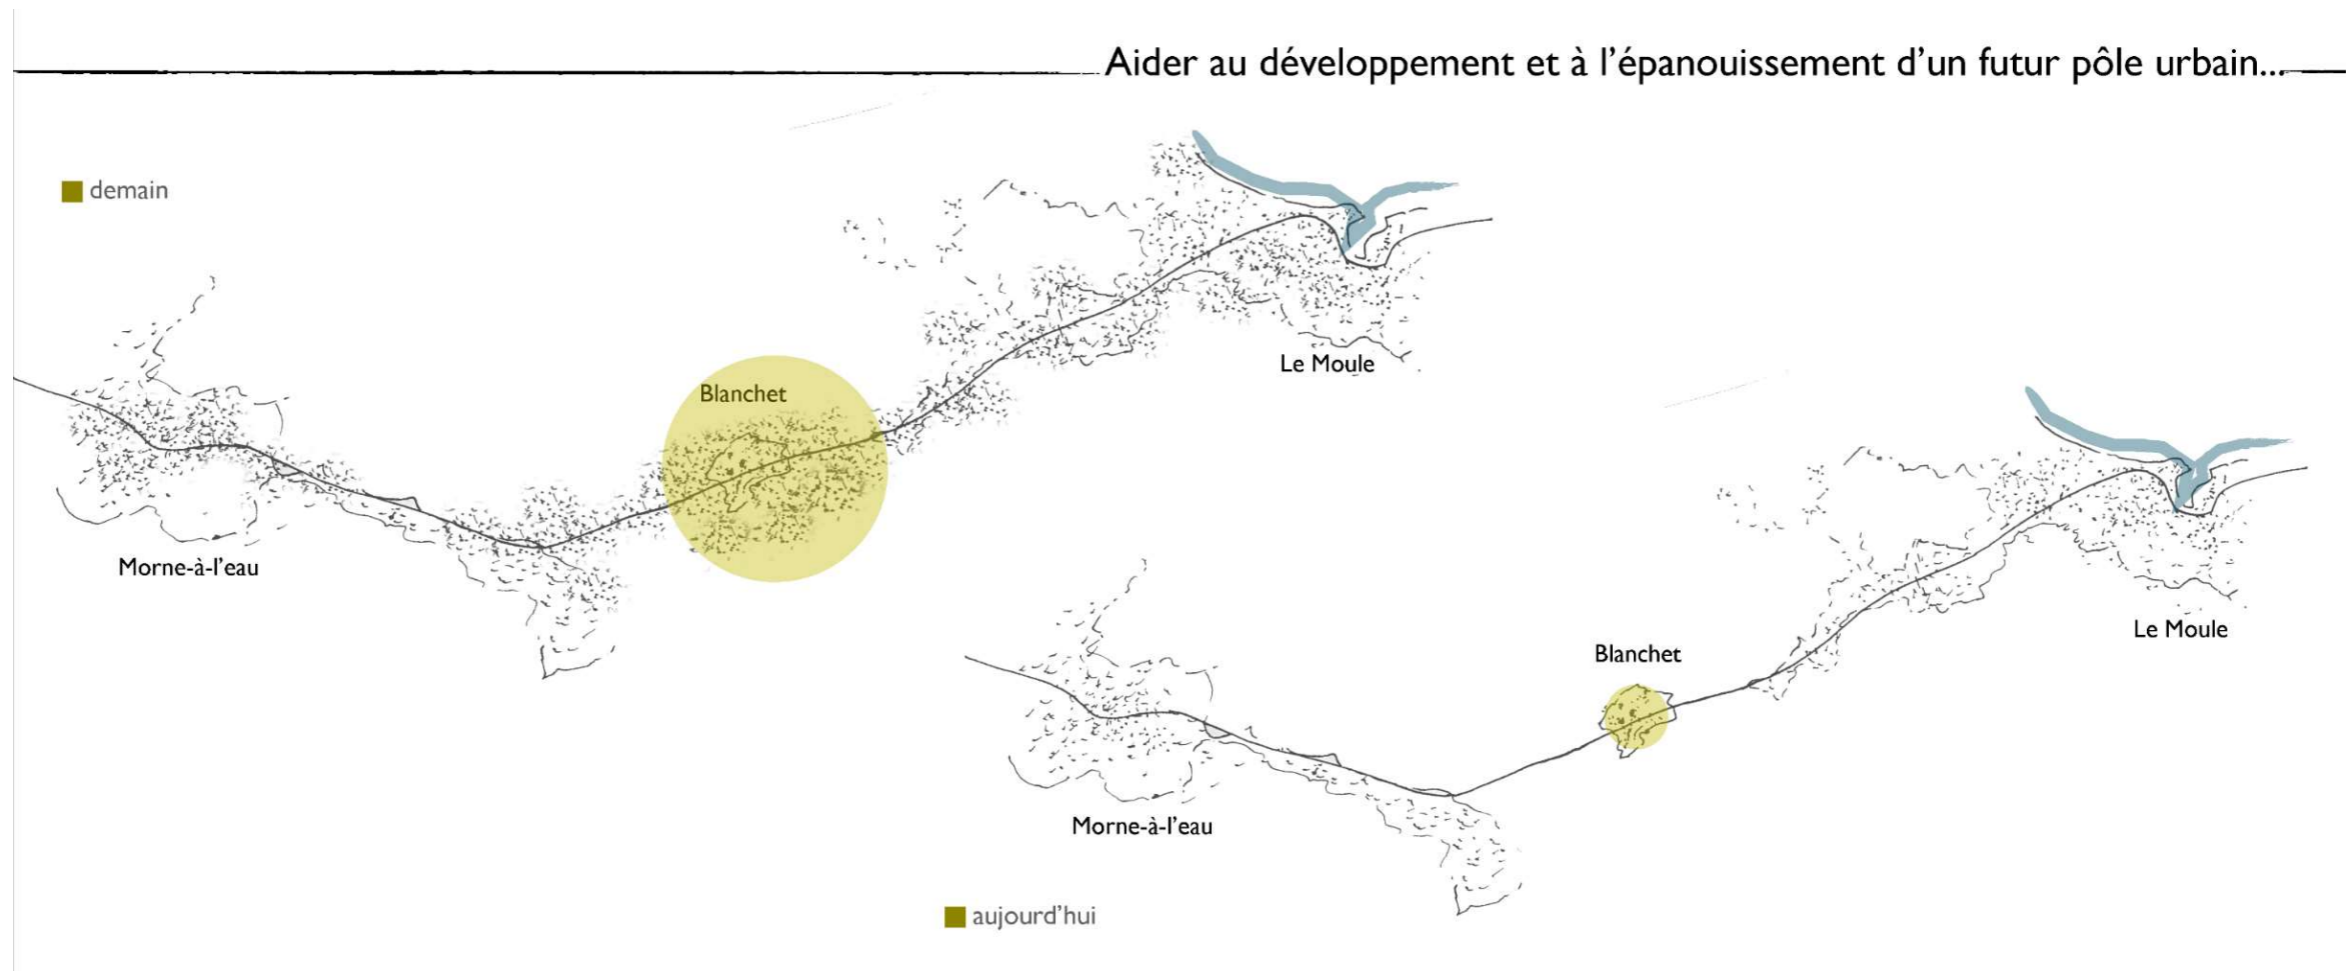 Aider au développement et à l'épanouissement d'un futur pôle urbain...
demain
Le Moule
Blanchet
Morne-à-l'eau
Le Moule
Blanchet
Morne-à-l'eau
aujourd'hui